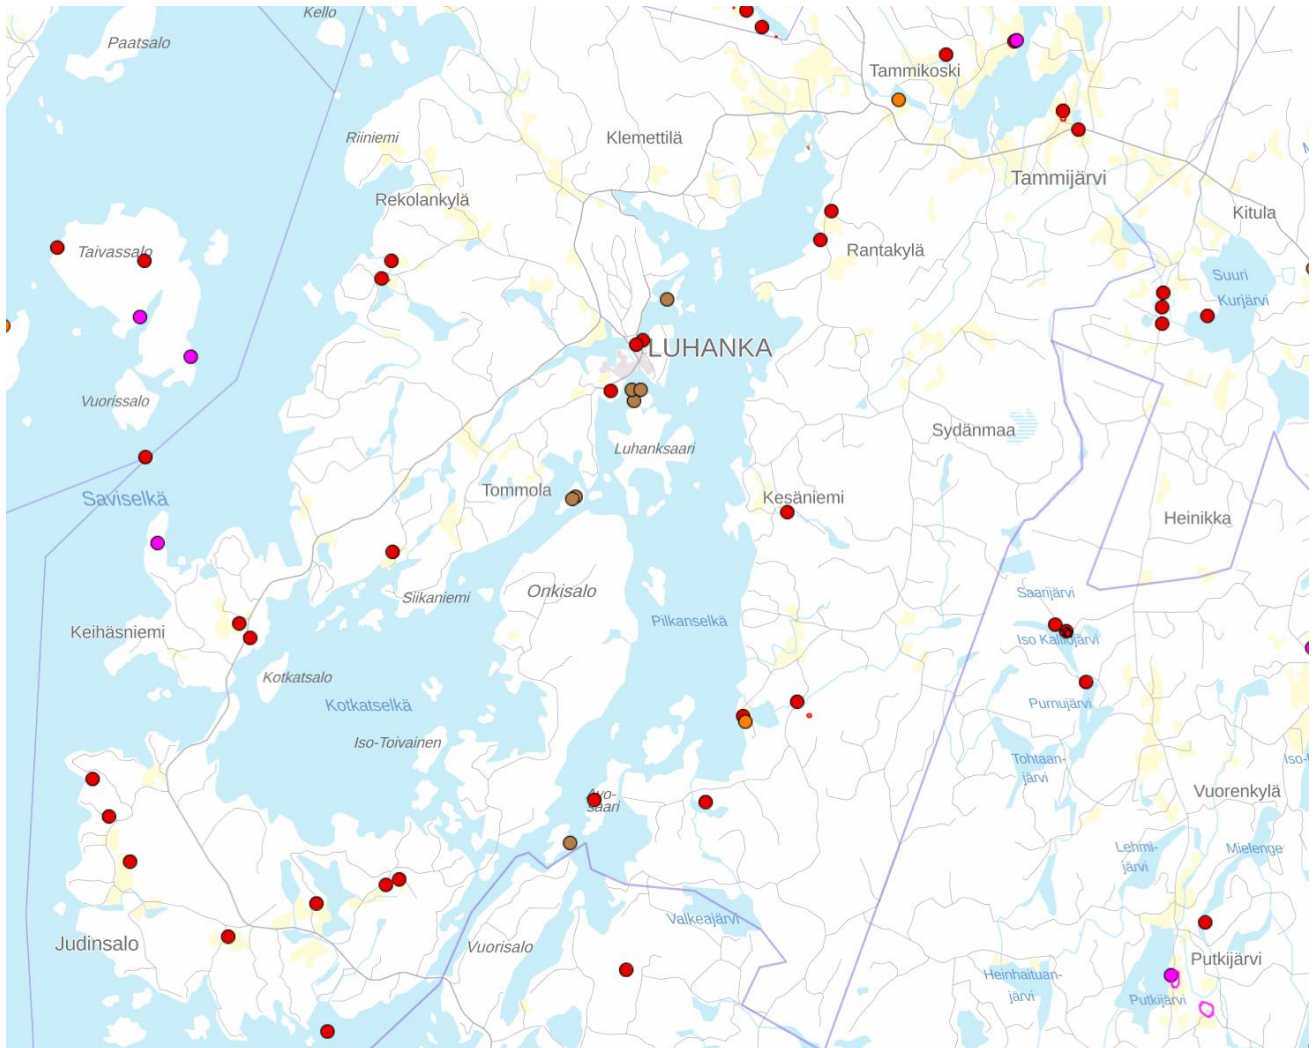 Kello
Paatsalo
Tammikoski
Riiniemi
Klemettilä
Tammijärvi
Rekolankylä
Kitula
Taivassalo
Rantakylä
Suuri
Kurjärvi
LUHANKA
Vuorissalo
Sydänmaa
Luhanksaari
Saviselkä
Tommola
Kesäniemi
Heinikka
Onkisalo
Siikaniemi
Saarijärvi
Pilkanselkä
Keihäsniemi
Iso Kalliojärvi
Kotkatsalo
Kotkatselkä
Purnujärvi
Iso-Toivainen
Tohtaan-
järvi
Vuorenkylä
Avo-
saari
Lehmi-
järvi
Mielenge
Valkeajärvi
Judinsalo
Vuorisalo
Putkijärvi
Heinhaituan-
järvi
Putkijärvi